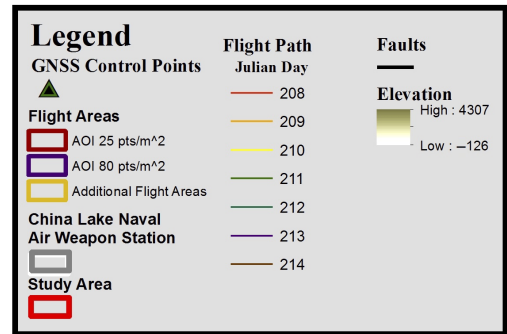 Legend
GNSS Control Points
Flight Areas
AOI 25 pts/m^2
AOI 80 pts/m^2
Additional Flight Areas
China Lake Naval
Air Weapon Station
Study Area
Flight Path
Julian Day
208
209
210
211
212
213
214
Faults
Elevation
High : 4307
Low : –126